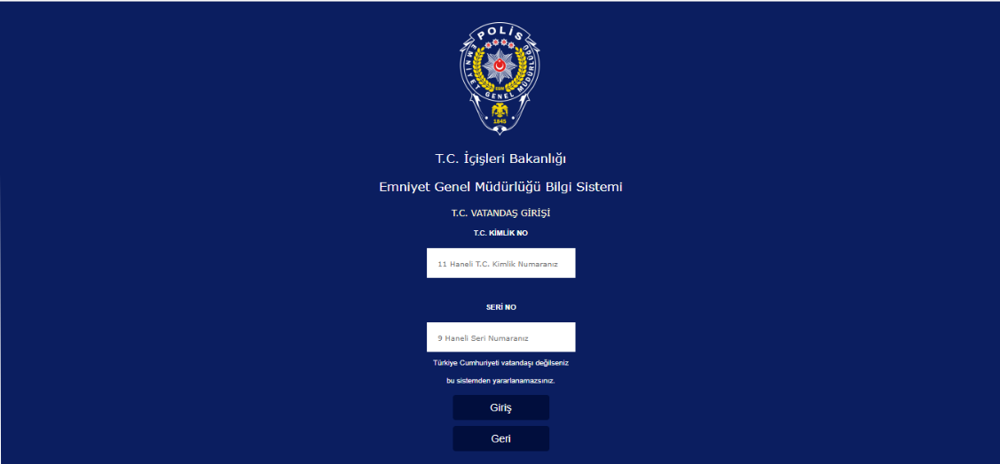 POLİS
EMNİYET GENEL MÜDÜRLÜĞÜ
EGM
1845
T.C. İçişleri Bakanlığı
Emniyet Genel Müdürlüğü Bilgi Sistemi
T.C. VATANDAŞ GİRİŞİ
T.C. KİMLİK NO
11 Haneli T.C. Kimlik Numaranız
SERİ NO
9 Haneli Seri Numaranız
Türkiye Cumhuriyeti vatandaşı değilseniz
bu sistemden yararlanamazsınız.
Giriş
Geri